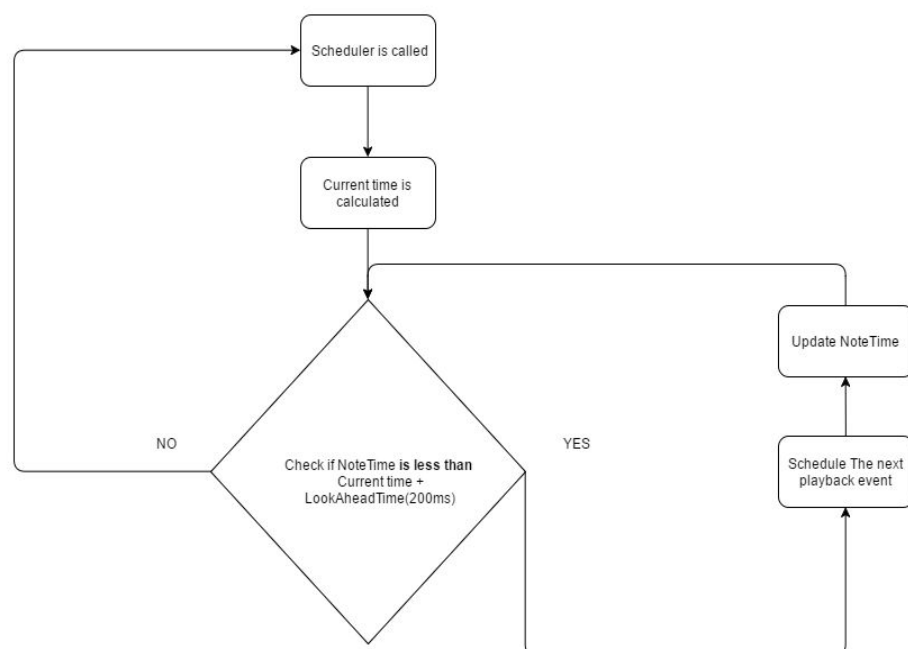 Scheduler is called
Current time is
calculated
Update NoteTime
NO
YES
Check if NoteTime is less than
Current time +
LookAheadTime(200ms)
Schedule The next
playback event